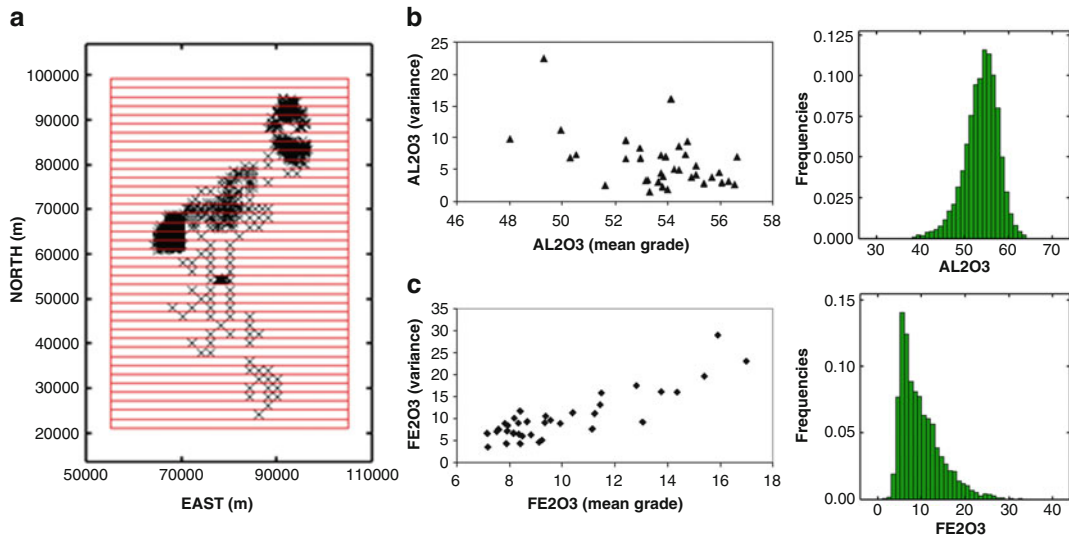 a
100000
90000
80000
70000
60000
50000
40000
30000
20000
NORTH (m)
50000 70000 90000 110000
EAST (m)
b
25
20
15
10
5
0
AL2O3 (variance)
46 48 50 52 54 56 58
AL2O3 (mean grade)
0.125
0.100
0.075
0.050
0.025
0.000
Frequencies
30 40 50 60 70
AL2O3
c
35
30
25
20
15
10
5
0
FE2O3 (variance)
6 8 10 12 14 16 18
FE2O3 (mean grade)
0.15
0.10
0.05
0.00
Frequencies
0 10 20 30 40
FE2O3